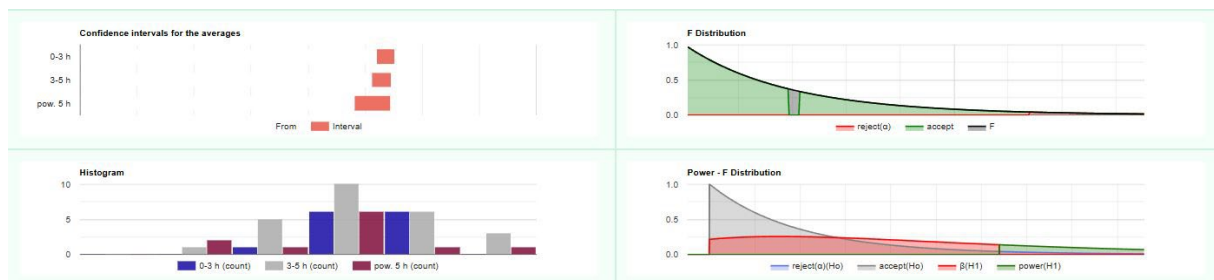 Confidence intervals for the averages
0-3 h
3-5 h
pow. 5 h
From Interval
F Distribution
1.0
0.5
0.0
reject(α) accept F
Histogram
10
5
0
0-3 h (count) 3-5 h (count) pow. 5 h (count)
Power - F Distribution
1.0
0.5
0.0
reject(α)(Ho) accept(Ho) β(H1) power(H1)